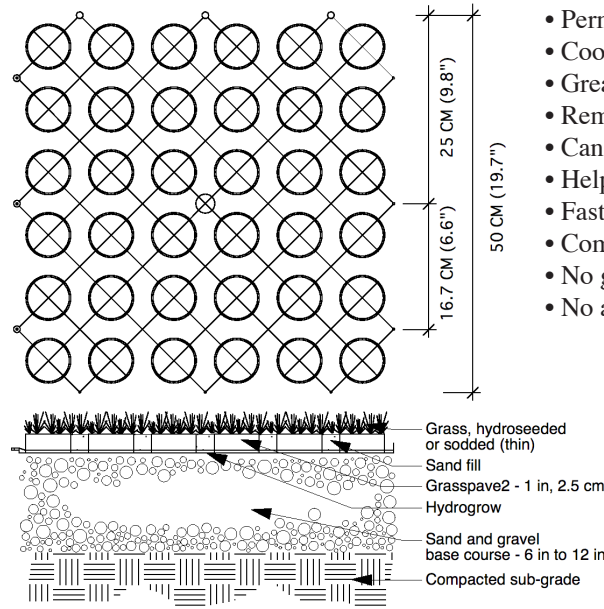 25 CM (9.8")
16.7 CM (6.6")
50 CM (19.7")
• No
Grass, hydroseeded
or sodded (thin)
Sand fill
Grasspave2 - 1 in, 2.5 cm
Hydrogrow
Sand and gravel
base course - 6 in to 12 in
Compacted sub-grade